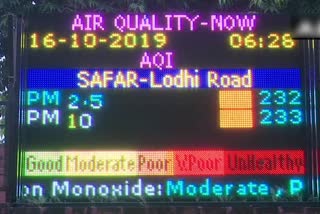 AIR QUALITY-NOW
16-10-2019 06:28
AQI
SAFAR-Lodhi Road
PM 2.5 232
PM 10 233
Good Moderate Poor V.Poor UnHealthy
on Monoxide: Moderate, P